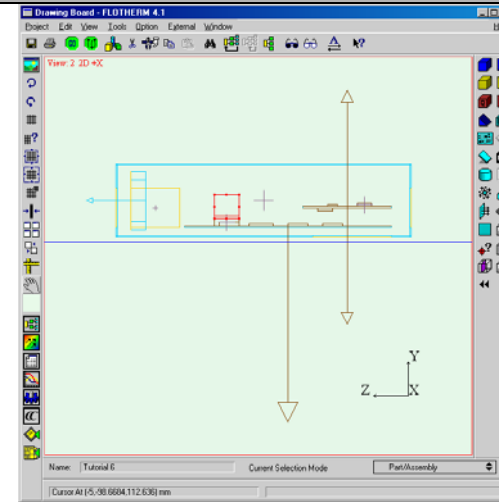 Drawing Board - FLOTHERM 4.1
Project Edit View Tools Option External Window
View: 2 2D +X
Y
Z
X
Name: Tutorial 6
Current Selection Mode
Part/Assembly
Cursor At (-5,-98.6684,112.636) mm